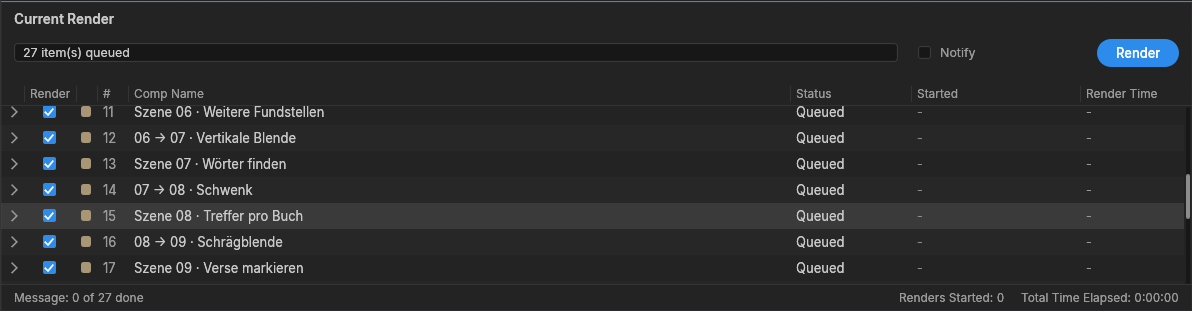 Current Render
27 item(s) queued Notify Render
Render # Comp Name Status Started Render Time
11 Szene 06 · Weitere Fundstellen Queued - -
12 06 → 07 · Vertikale Blende Queued - -
13 Szene 07 · Wörter finden Queued - -
14 07 → 08 · Schwenk Queued - -
15 Szene 08 · Treffer pro Buch Queued - -
16 08 → 09 · Schrägblende Queued - -
17 Szene 09 · Verse markieren Queued - -
Message: 0 of 27 done Renders Started: 0 Total Time Elapsed: 0:00:00